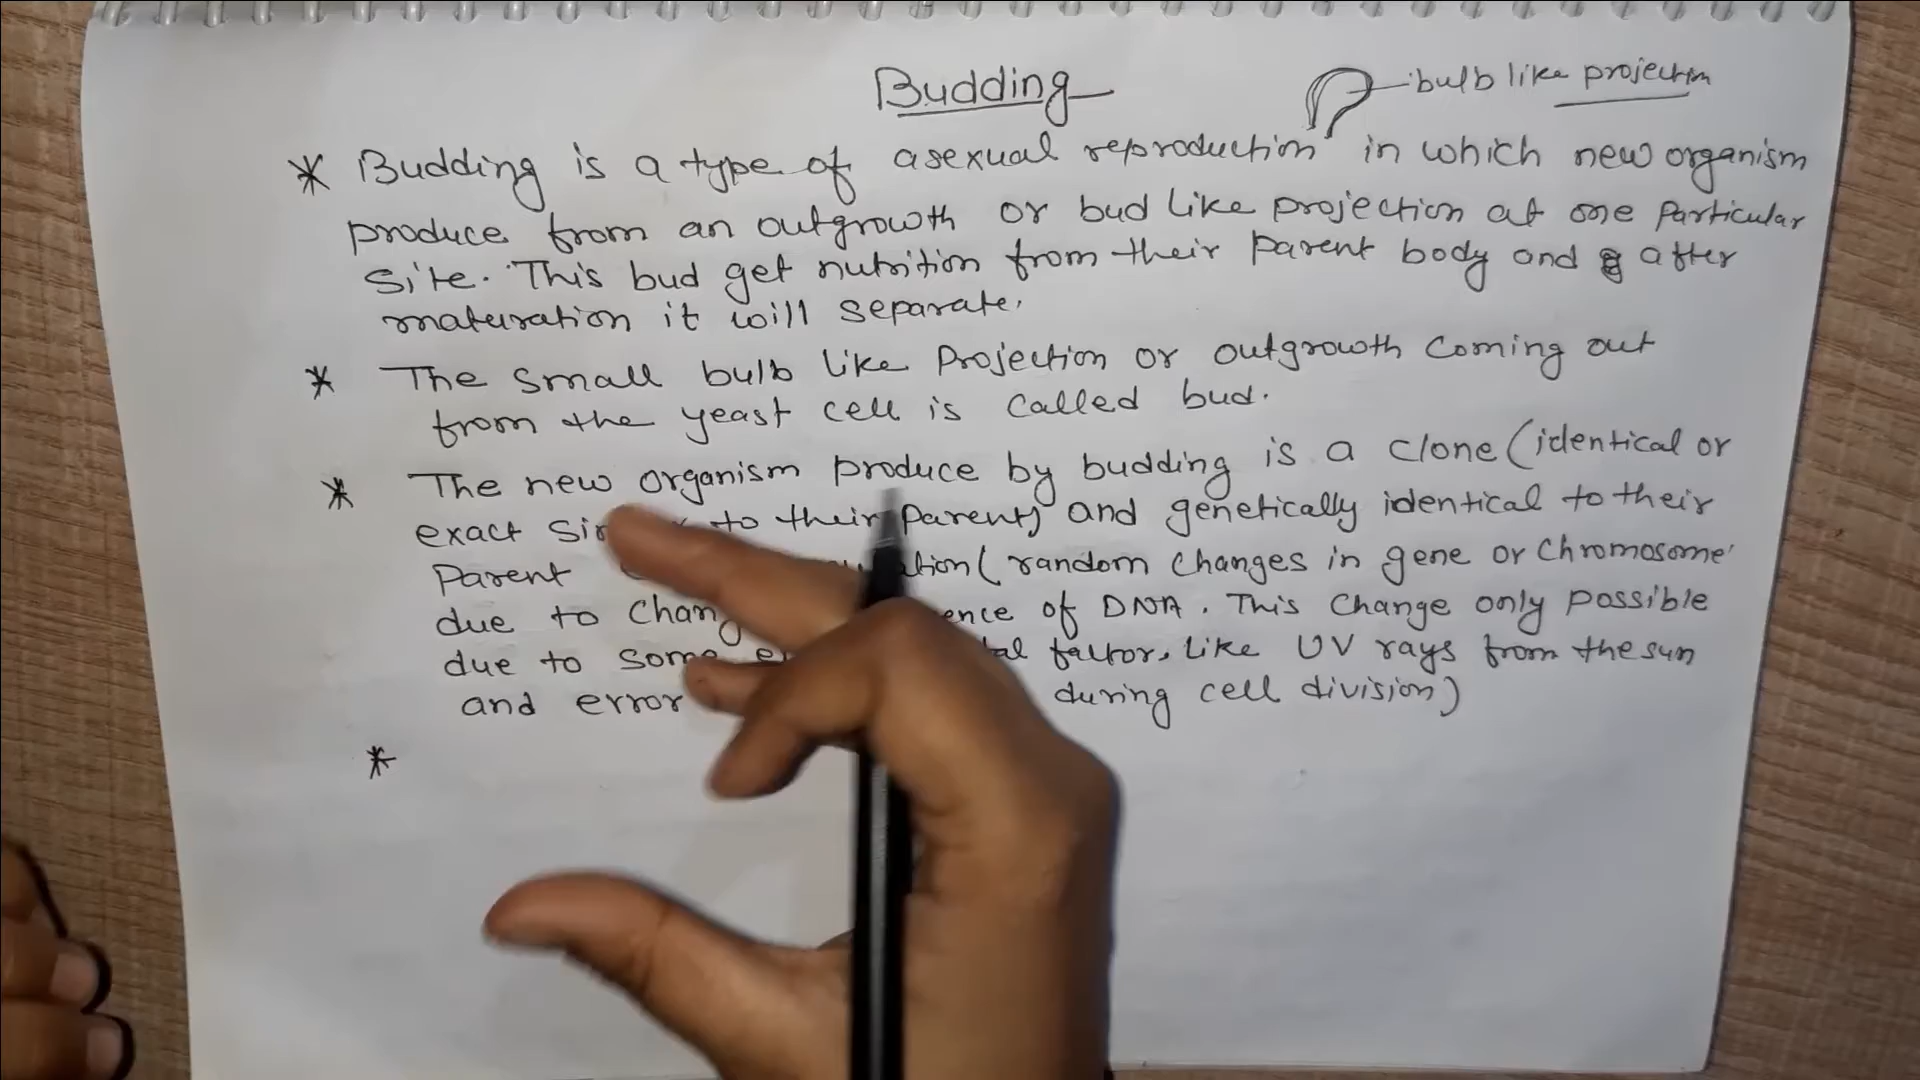 Budding
bulb like projection
* Budding is a type of asexual reproduction in which new organism
produce from an outgrowth or bud like projection at one particular
site. This bud get nutrition from their parent body and after
maturation it will separate.
* The small bulb like projection or outgrowth coming out
from the yeast cell is called bud.
* The new organism produce by budding is a clone (identical or
exact to their parent) and genetically identical to their
parent (random changes in gene or chromosome
due to of DNA. This change only possible
due to some factor, like UV rays from the sun
and error during cell division)
*